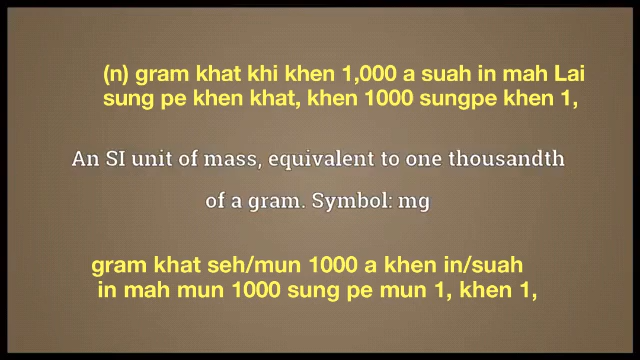 (n) gram khat khi khen 1,000 a suah in mah Lai
sung pe khen khat, khen 1000 sungpe khen 1,
An SI unit of mass, equivalent to one thousandth
of a gram. Symbol: mg
gram khat seh/mun 1000 a khen in/suah
in mah mun 1000 sung pe mun 1, khen 1,